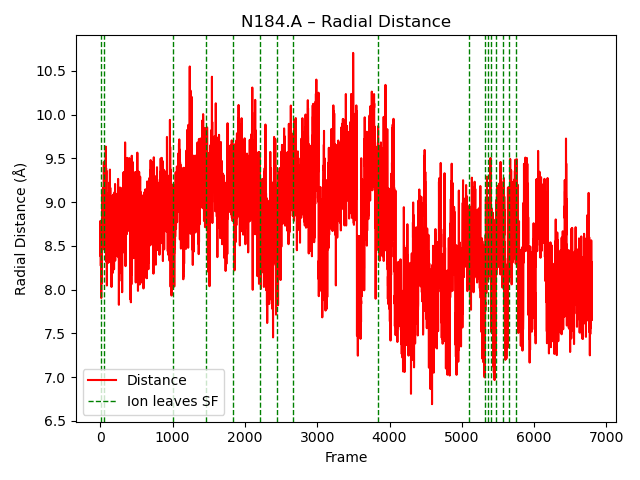 N184.A – Radial Distance
Radial Distance (Å)
10.5
10.0
9.5
9.0
8.5
8.0
7.5
7.0
6.5
Distance
Ion leaves SF
0 1000 2000 3000 4000 5000 6000 7000
Frame